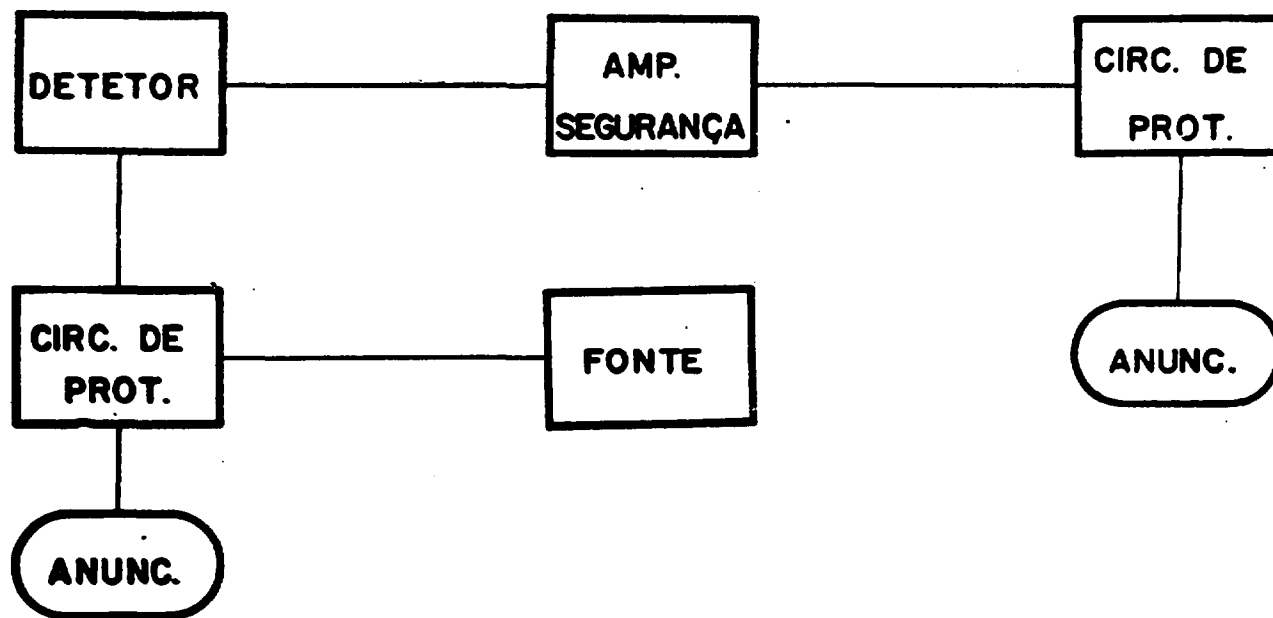 DETETOR
AMP.
SEGURANÇA
CIRC. DE
PROT.
CIRC. DE
PROT.
FONTE
ANUNC.
ANUNC.